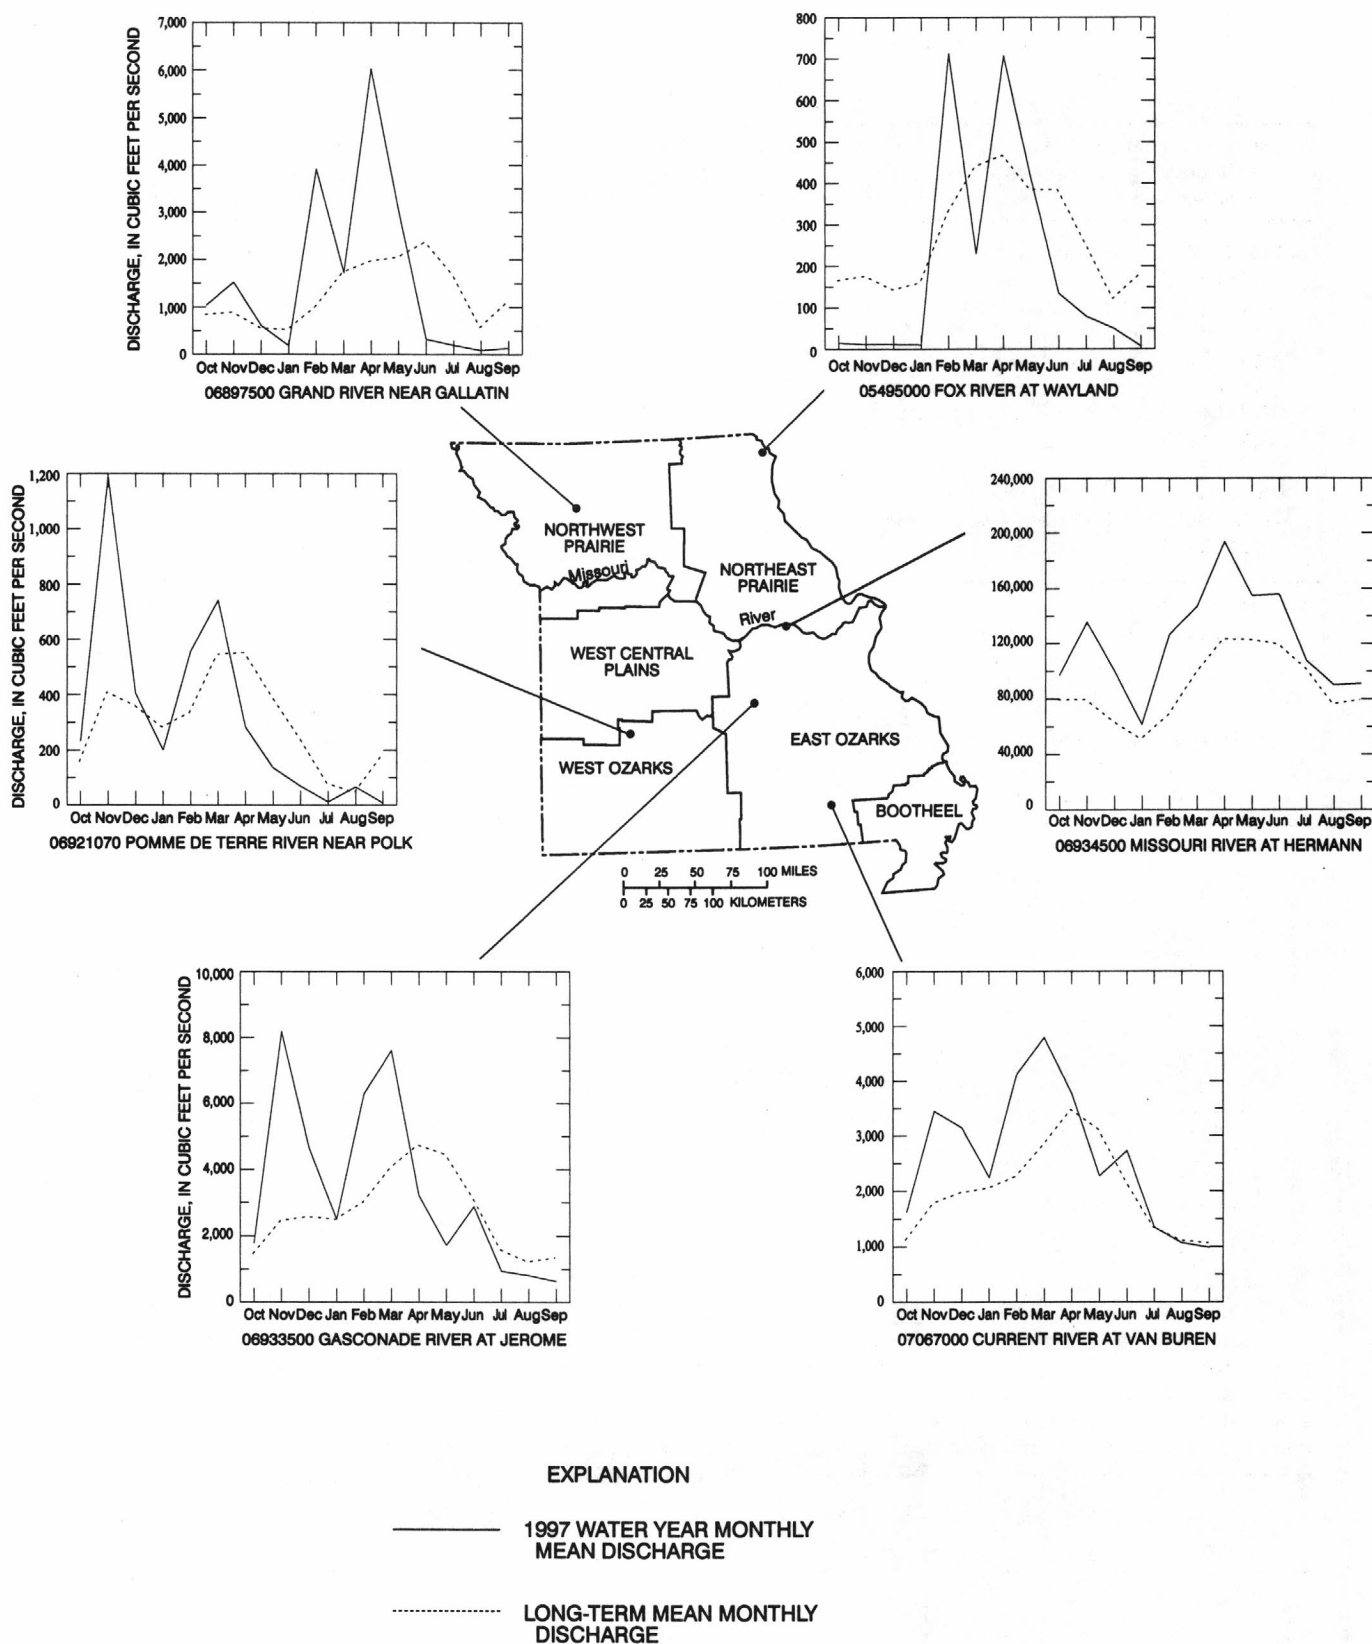 7,000
6,000
5,000
4,000
3,000
2,000
1,000
0
DISCHARGE, IN CUBIC FEET PER SECOND
Oct Nov Dec Jan Feb Mar Apr May Jun Jul Aug Sep
06897500 GRAND RIVER NEAR GALLATIN
800
700
600
500
400
300
200
100
0
Oct Nov Dec Jan Feb Mar Apr May Jun Jul Aug Sep
05495000 FOX RIVER AT WAYLAND
1,200
1,000
800
600
400
200
0
DISCHARGE, IN CUBIC FEET PER SECOND
Oct Nov Dec Jan Feb Mar Apr May Jun Jul Aug Sep
06921070 POMME DE TERRE RIVER NEAR POLK
NORTHWEST
PRAIRIE
Missouri
NORTHEAST
PRAIRIE
River
WEST CENTRAL
PLAINS
EAST OZARKS
WEST OZARKS
BOOTHEEL
0 25 50 75 100 MILES
0 25 50 75 100 KILOMETERS
240,000
200,000
160,000
120,000
80,000
40,000
0
Oct Nov Dec Jan Feb Mar Apr May Jun Jul Aug Sep
06934500 MISSOURI RIVER AT HERMANN
10,000
8,000
6,000
4,000
2,000
0
DISCHARGE, IN CUBIC FEET PER SECOND
Oct Nov Dec Jan Feb Mar Apr May Jun Jul Aug Sep
06933500 GASCONADE RIVER AT JEROME
6,000
5,000
4,000
3,000
2,000
1,000
0
Oct Nov Dec Jan Feb Mar Apr May Jun Jul Aug Sep
07067000 CURRENT RIVER AT VAN BUREN
EXPLANATION
1997 WATER YEAR MONTHLY
MEAN DISCHARGE
LONG-TERM MEAN MONTHLY
DISCHARGE